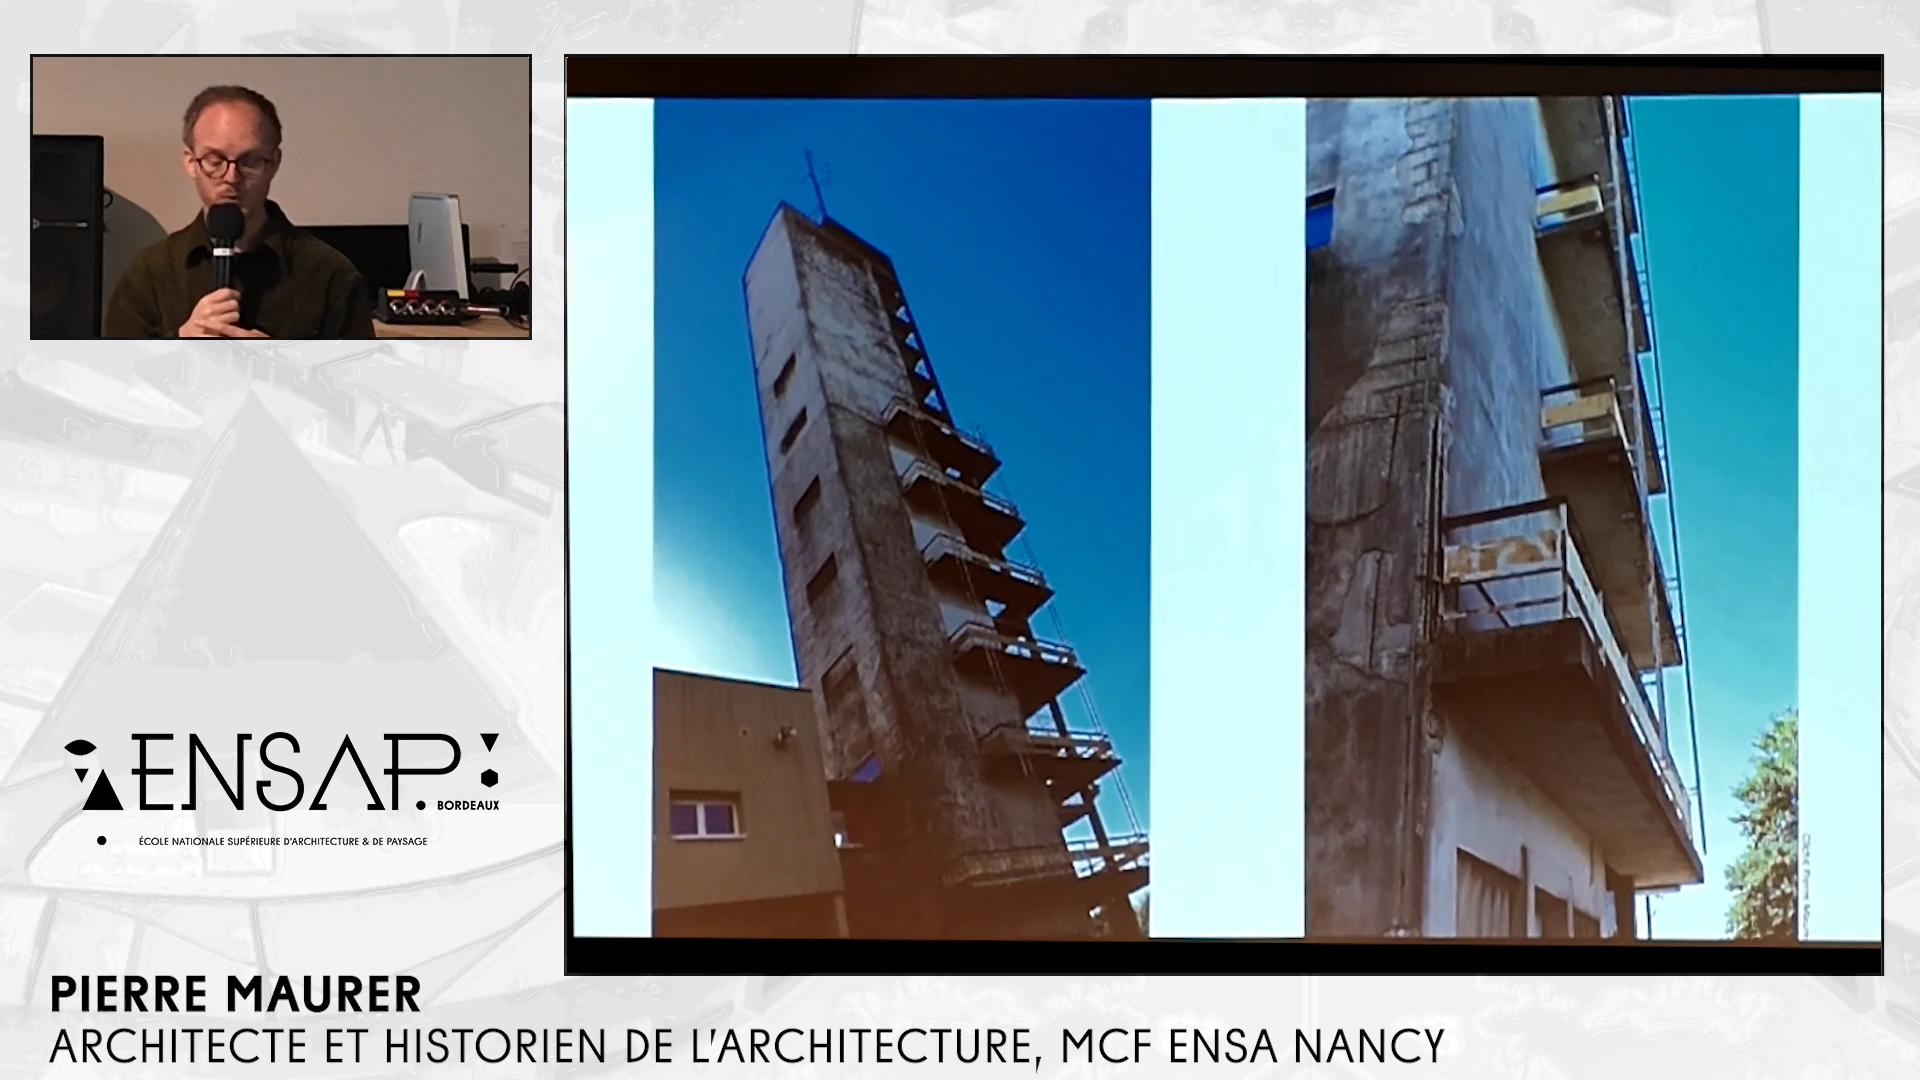 ENSAP.
BORDEAUX
ÉCOLE NATIONALE SUPÉRIEURE D'ARCHITECTURE & DE PAYSAGE
PIERRE MAURER
ARCHITECTE ET HISTORIEN DE L'ARCHITECTURE, MCF ENSA NANCY